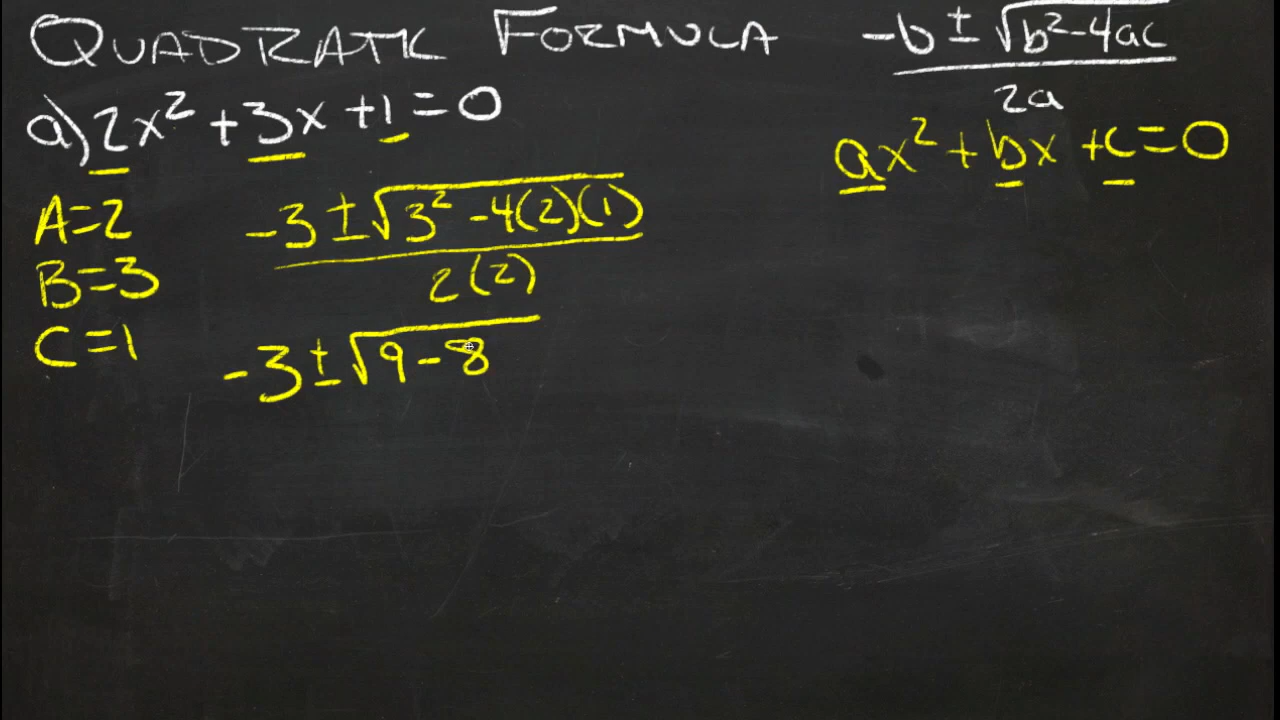 QUADRATIC FORMULA
-b ± √b²-4ac
2a
a) 2x² + 3x + 1 = 0
ax² + bx + c = 0
A=2
B=3
C=1
-3 ± √3² -4(2)(1)
2(2)
-3 ± √9-8